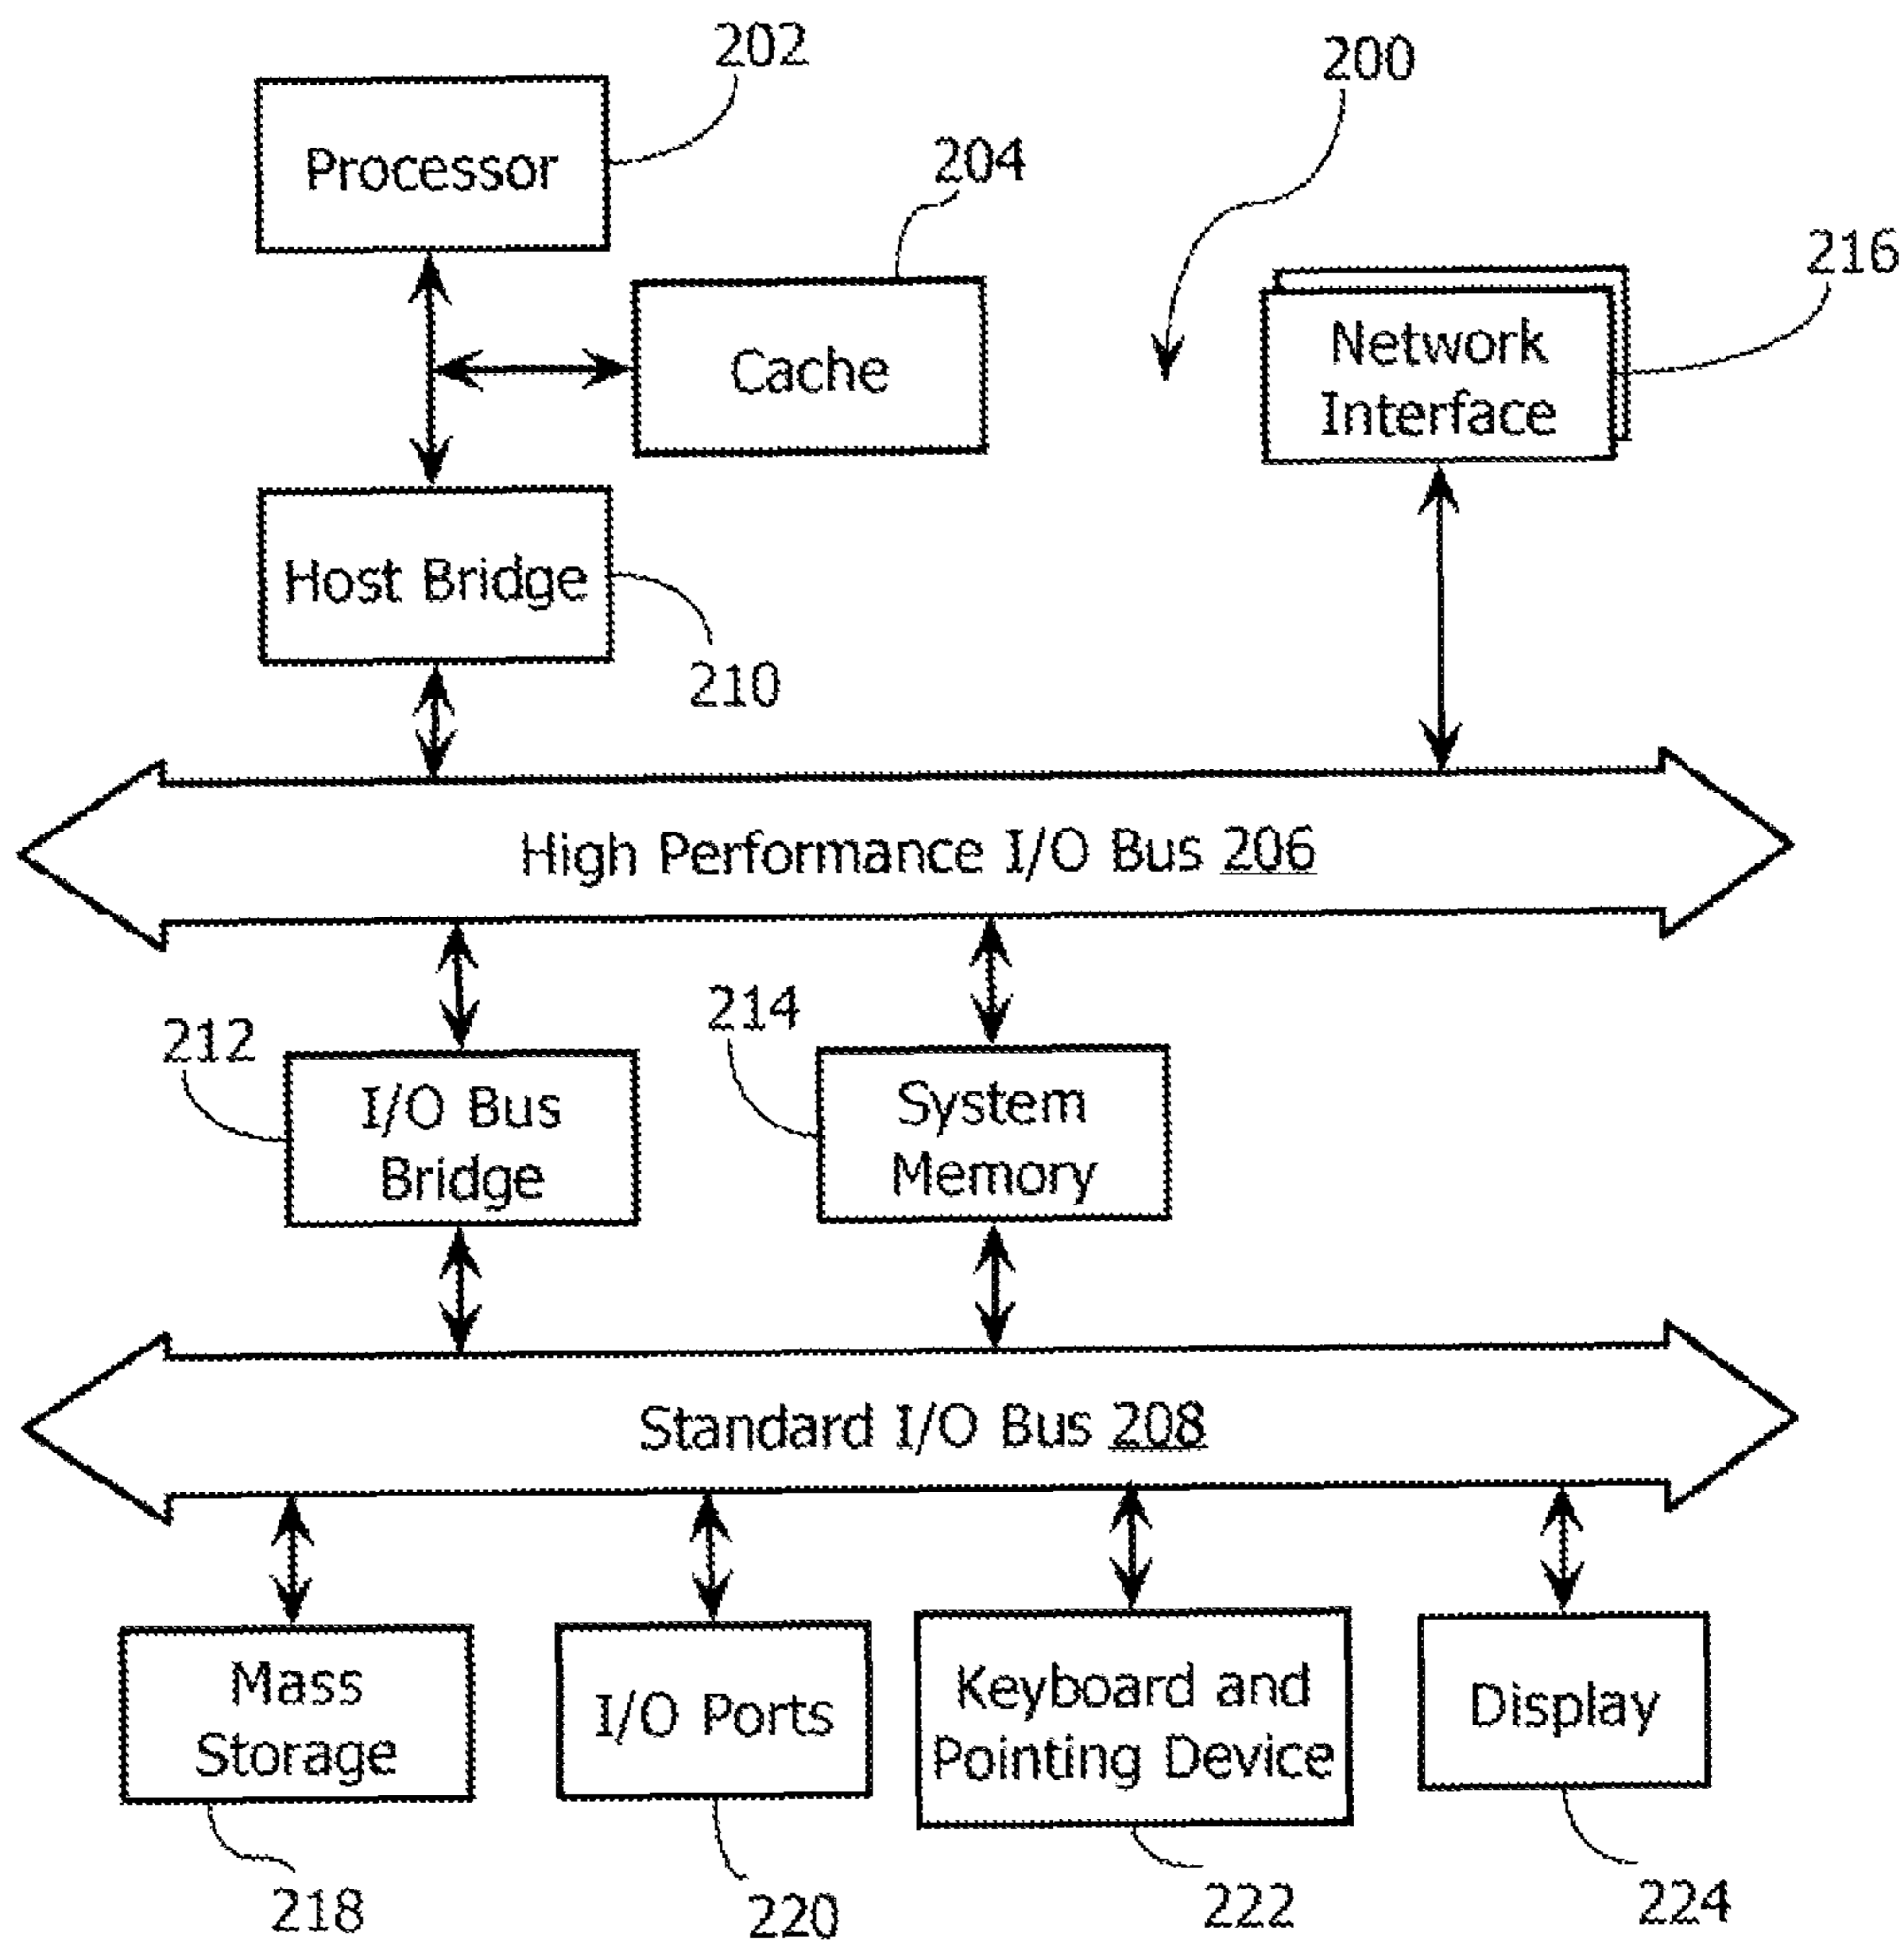 202
200
Processor
204
216
Network
Interface
Cache
Host Bridge
210
High Performance I/O Bus 206
212
214
I/O Bus
Bridge
System
Memory
Standard I/O Bus 208
Mass
Storage
I/O Ports
Keyboard and
Pointing Device
Display
218
220
222
224